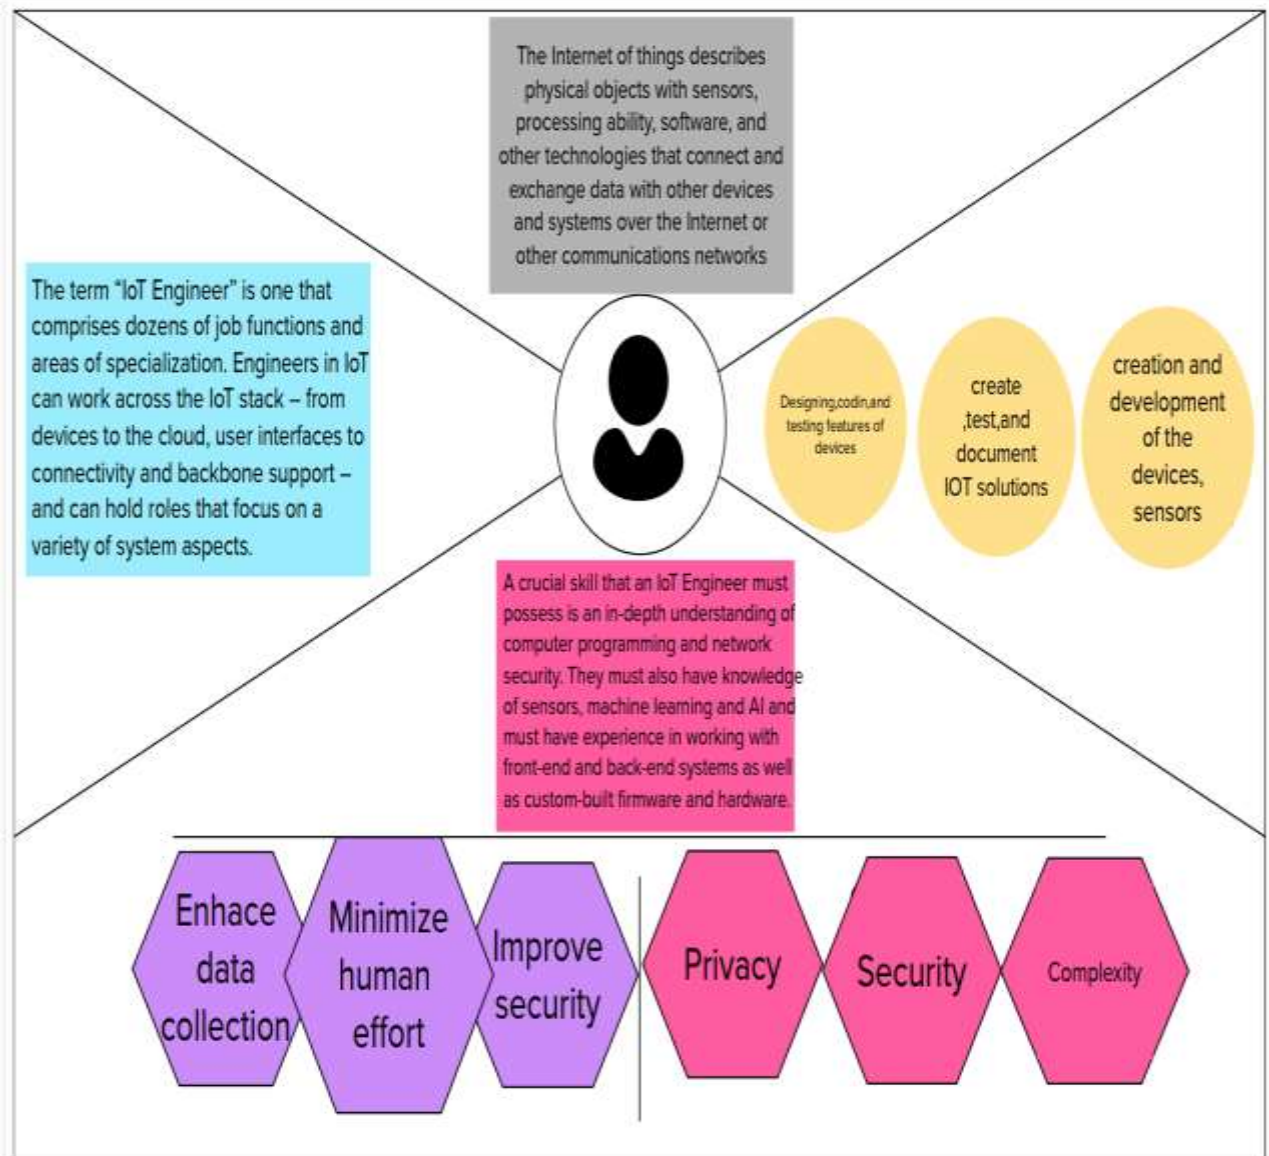 The Internet of things describes
physical objects with sensors,
processing ability, software, and
other technologies that connect and
exchange data with other devices
and systems over the Internet or
other communications networks
The term “IoT Engineer” is one that
comprises dozens of job functions and
areas of specialization. Engineers in IoT
can work across the IoT stack – from
devices to the cloud, user interfaces to
connectivity and backbone support –
and can hold roles that focus on a
variety of system aspects.
Designing,codin,and
testing features of
devices
create
,test,and
document
IOT solutions
creation and
development
of the
devices,
sensors
A crucial skill that an IoT Engineer must
possess is an in-depth understanding of
computer programming and network
security. They must also have knowledge
of sensors, machine learning and AI and
must have experience in working with
front-end and back-end systems as well
as custom-built firmware and hardware.
Enhace
data
collection
Minimize
human
effort
Improve
security
Privacy
Security
Complexity